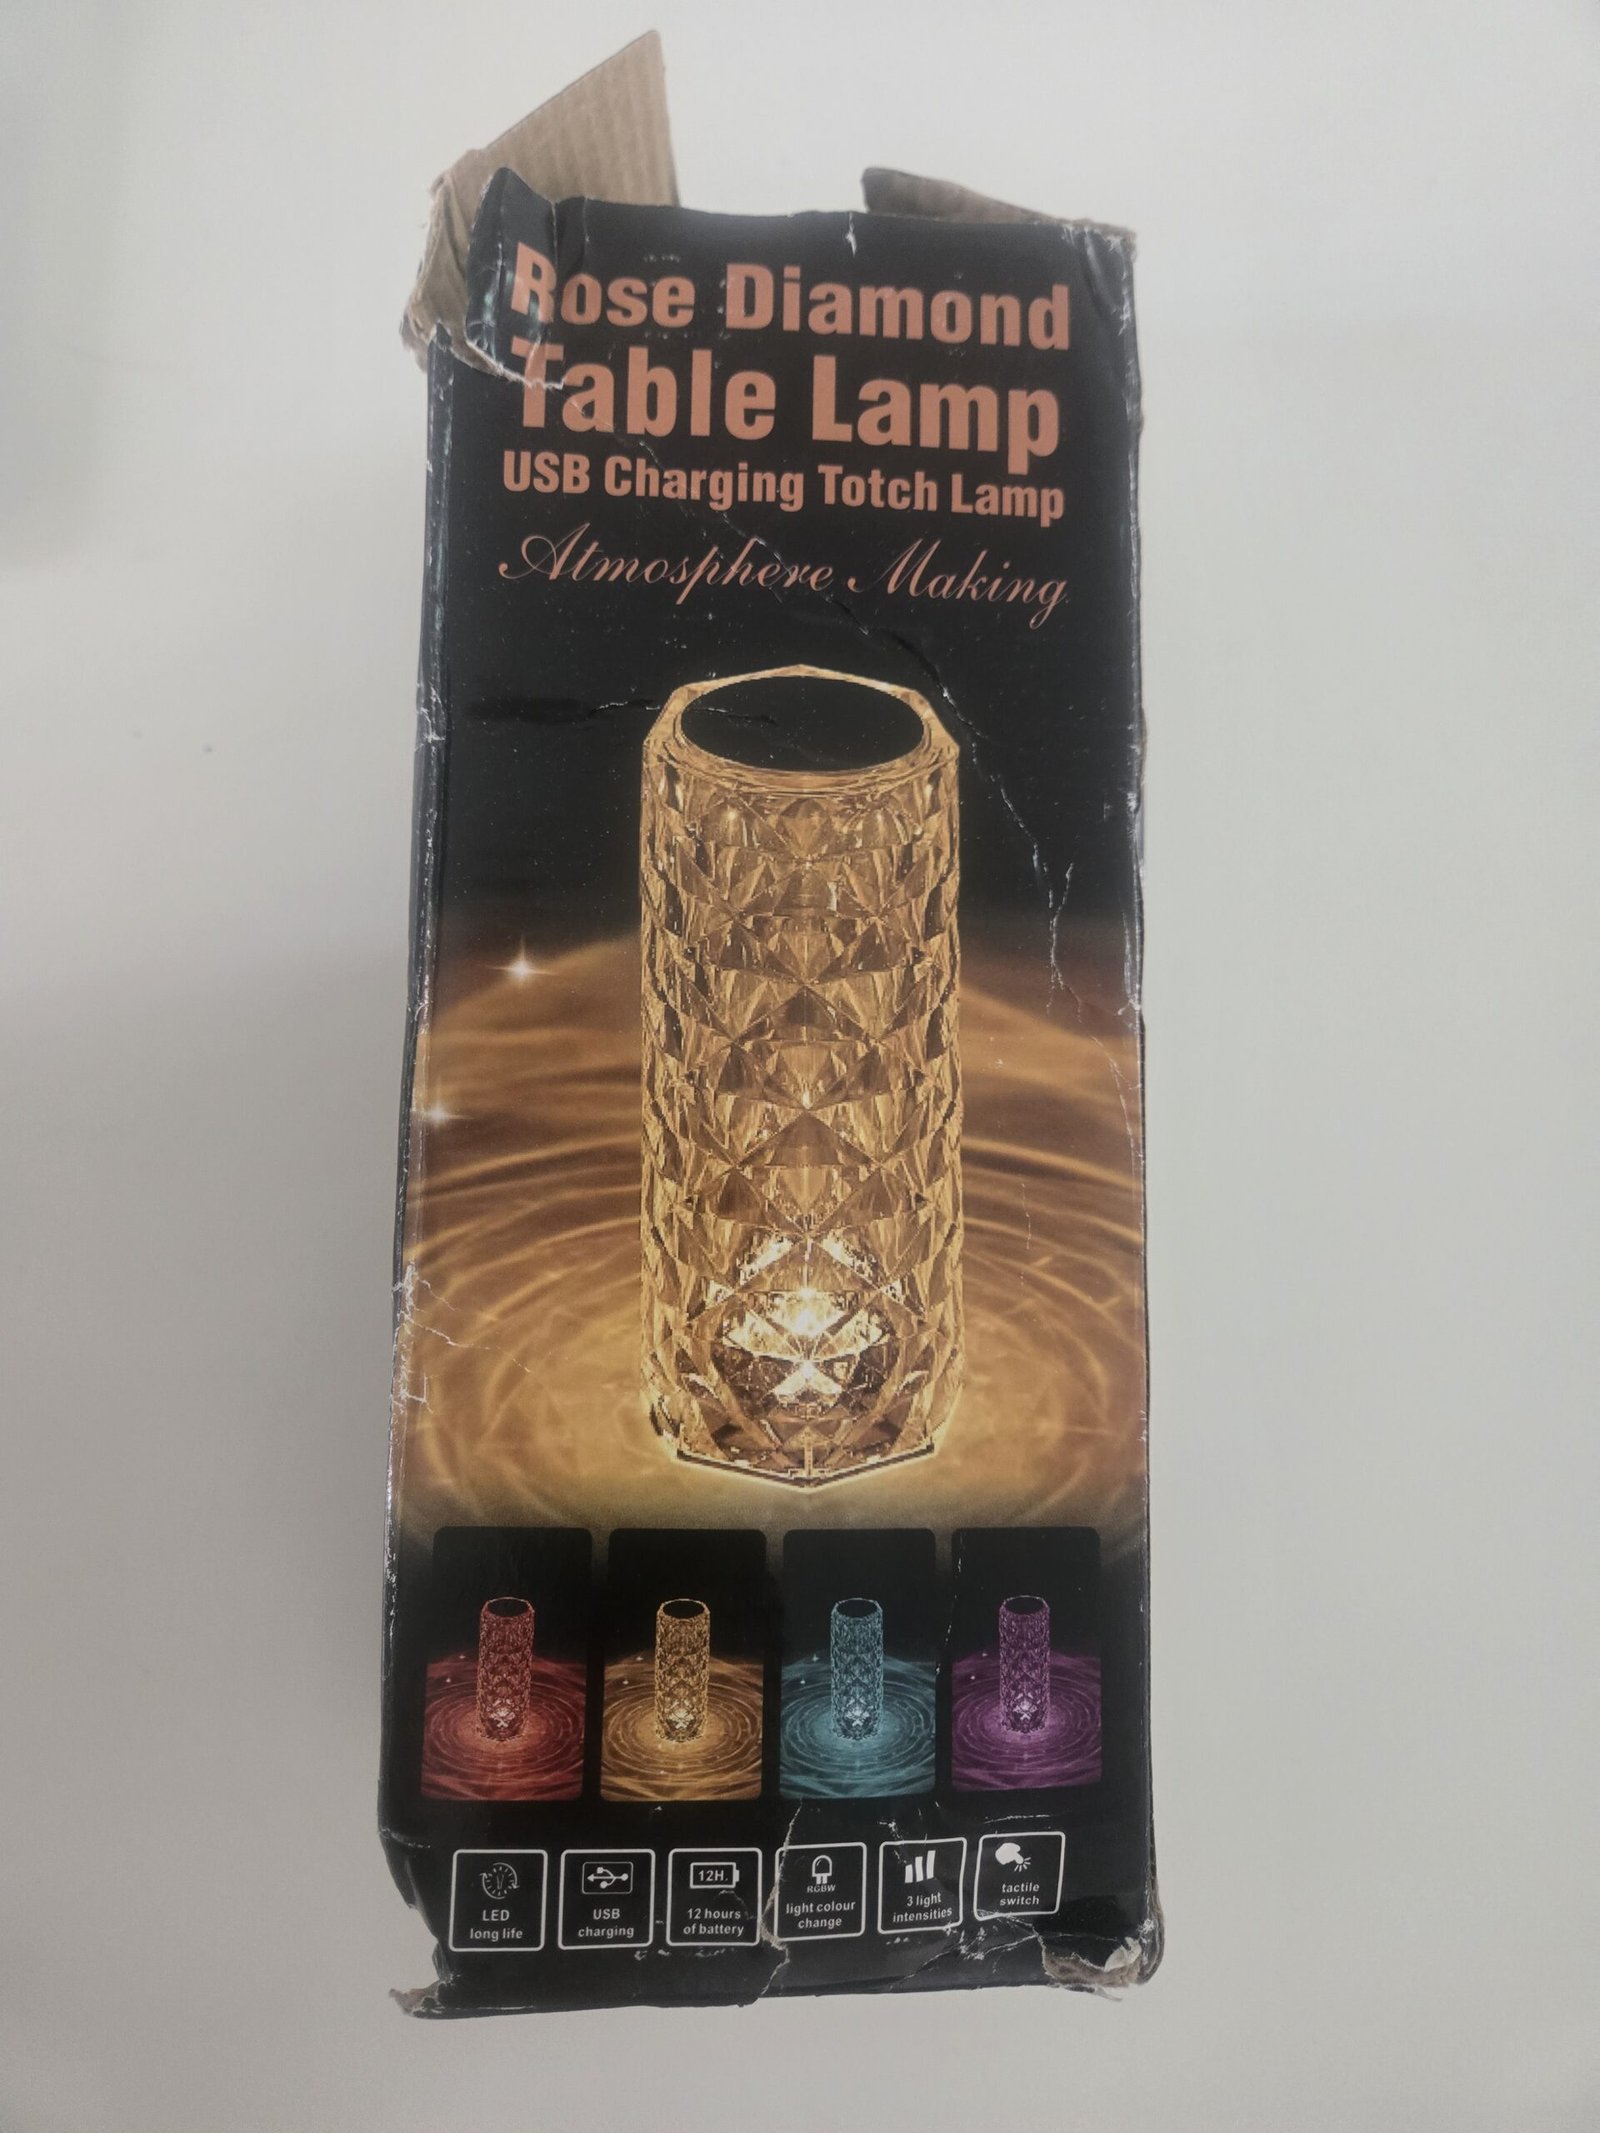 Rose Diamond
Table Lamp
USB Charging Totch Lamp
Atmosphere Making
LED
long life
USB
charging
12H.
12 hours
of battery
RGBW
light colour
change
3 light
intensities
tactile
switch